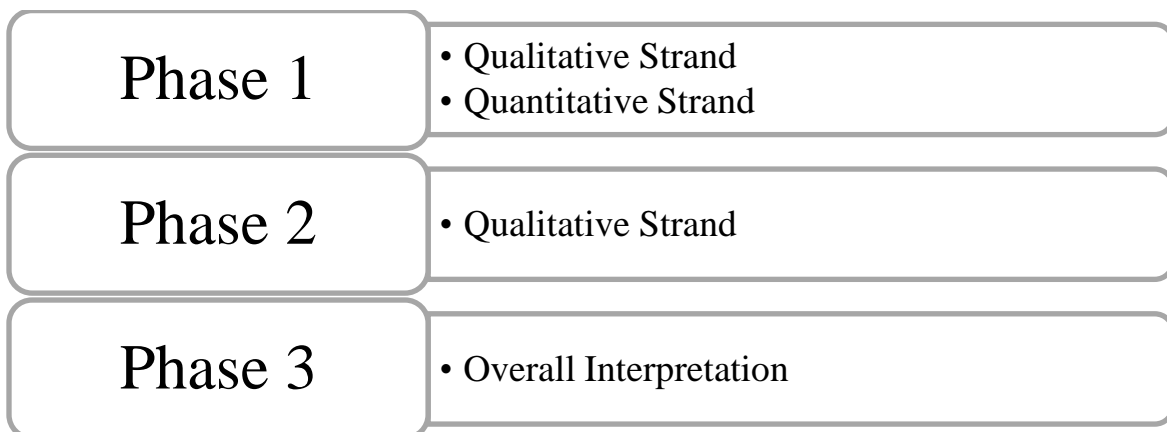 Phase 1
• Qualitative Strand
• Quantitative Strand
Phase 2
• Qualitative Strand
Phase 3
• Overall Interpretation